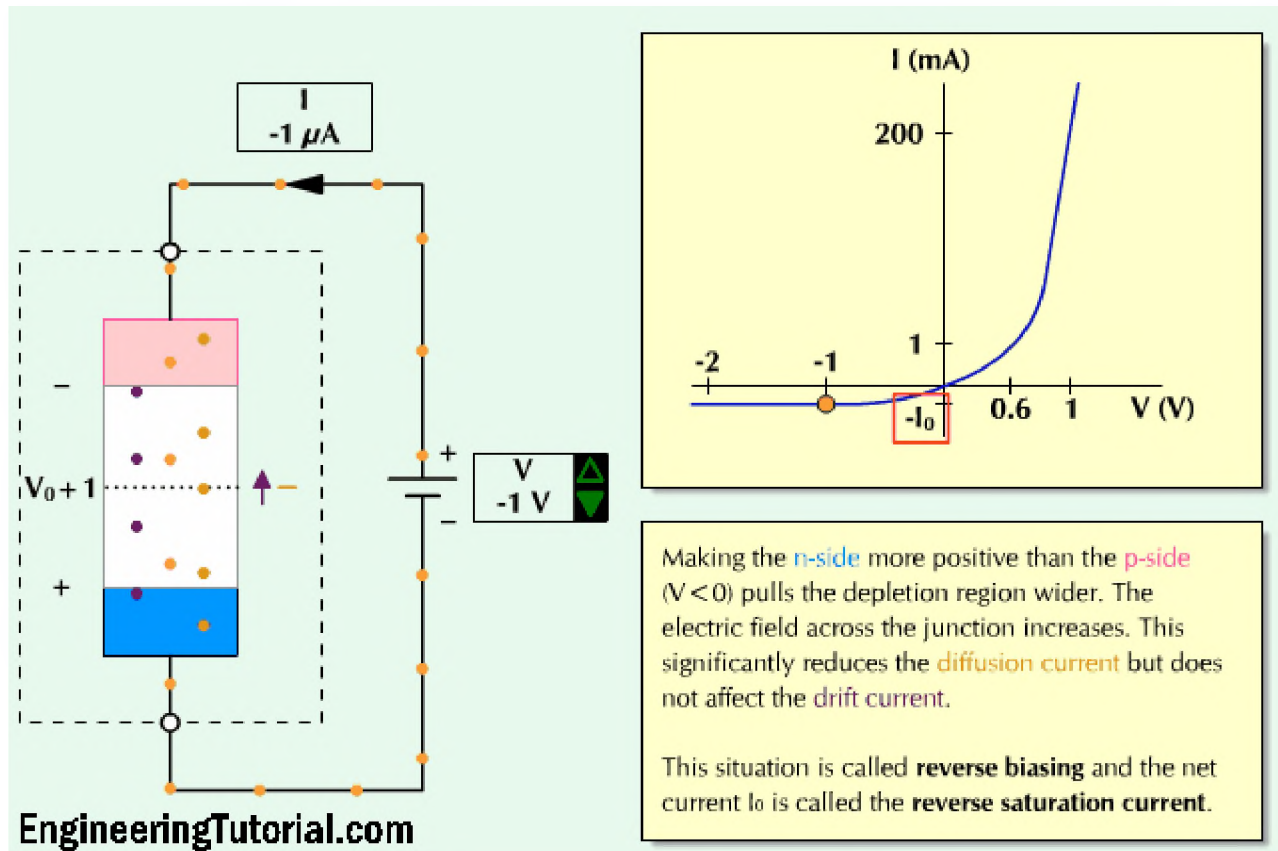 I
-1 µA
–
V₀ + 1
+
–
+
–
V
-1 V
EngineeringTutorial.com
I (mA)
200
1
-2
-1
-I₀
0.6
1
V (V)
Making the n-side more positive than the p-side
(V < 0) pulls the depletion region wider. The
electric field across the junction increases. This
significantly reduces the diffusion current but does
not affect the drift current.
This situation is called reverse biasing and the net
current I₀ is called the reverse saturation current.